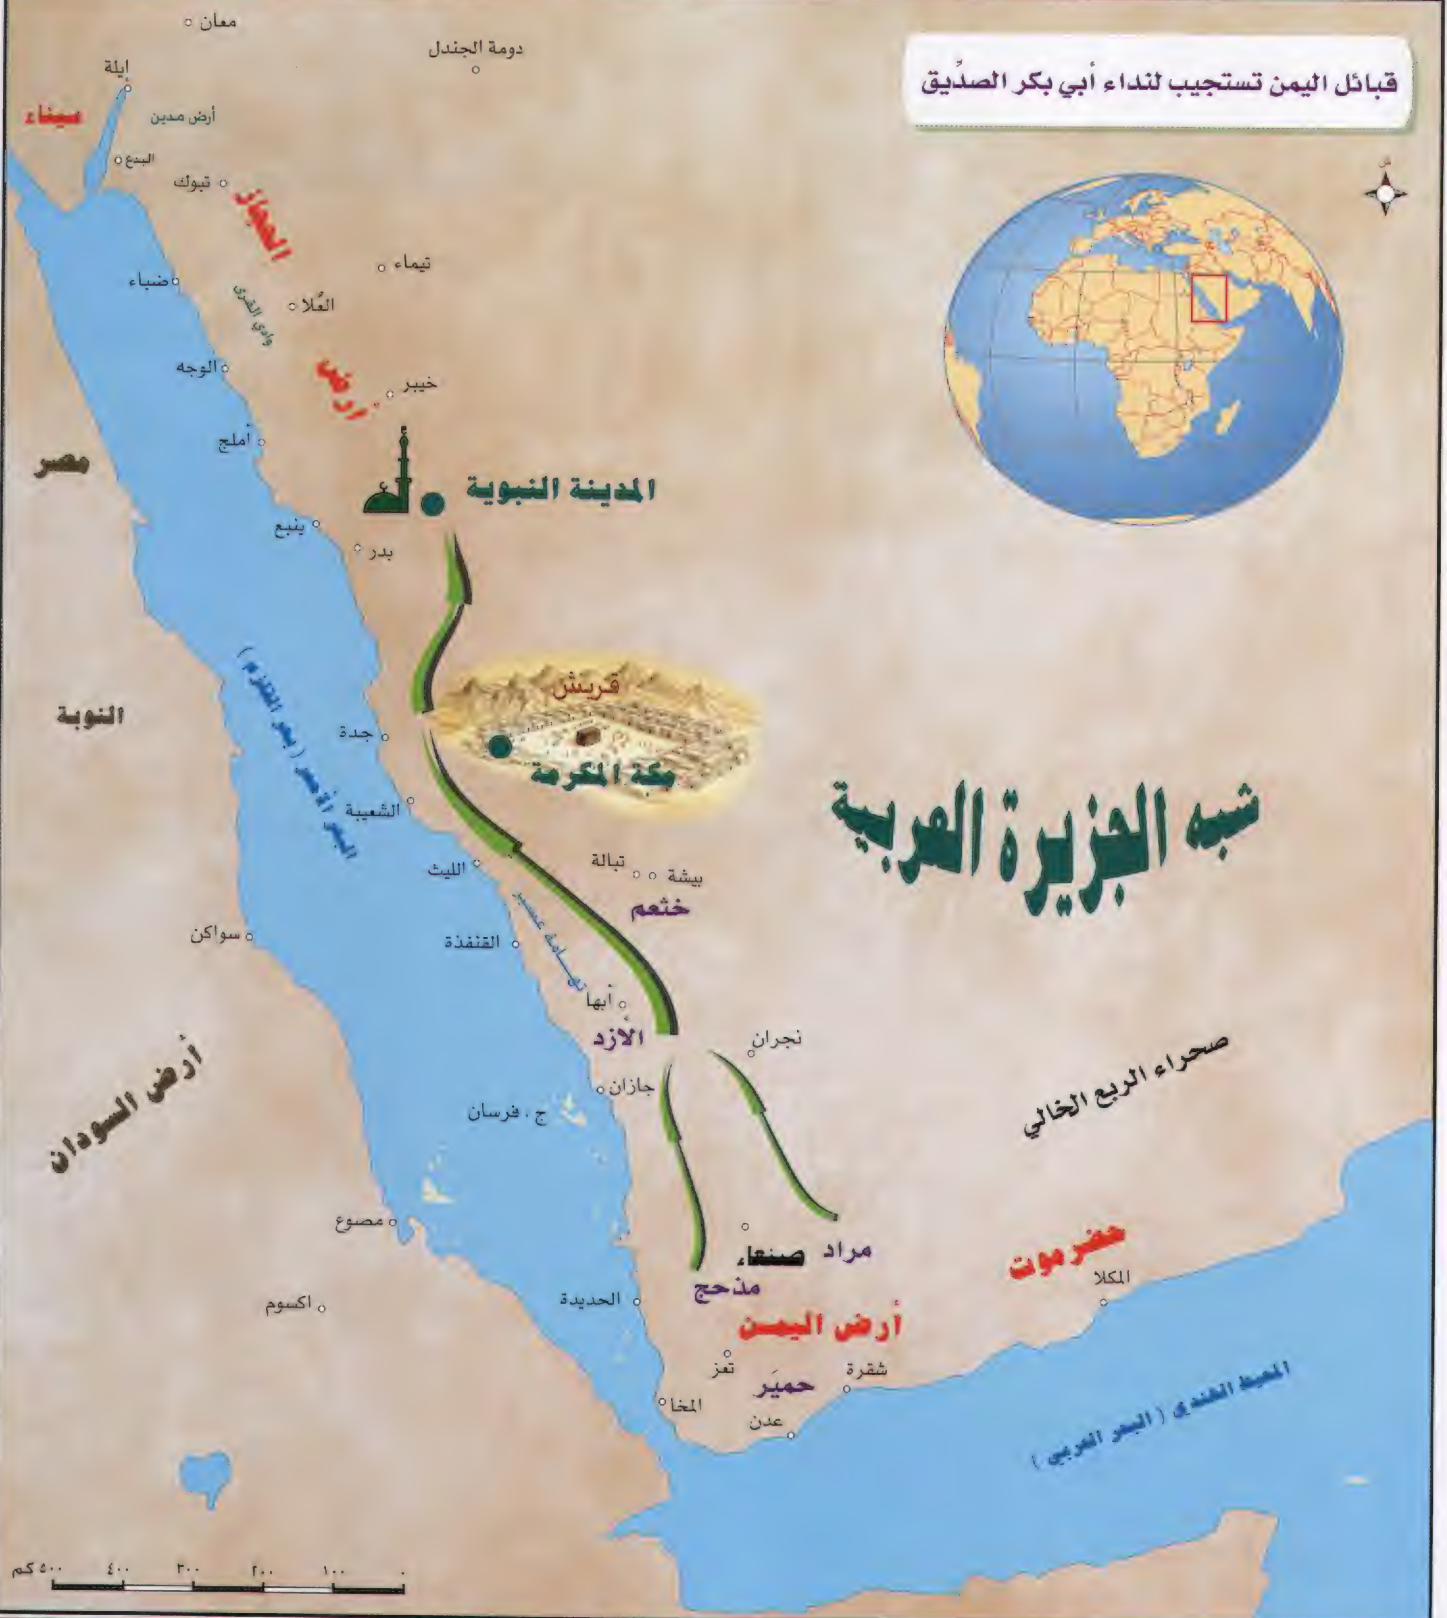 قبائل اليمن تستجيب لنداء أبي بكر الصدِّيق
ش
معان
دومة الجندل
إيلة
سيناء
أرض مدين
البدع
تبوك
الحجاز
تيماء
ضباء
العُلا
وادي القرى
الوجه
أرض
خيبر
أملج
مصر
المدينة النبوية
ينبع
بدر
قريش
النوبة
البحر الأحمر ( بحر القلزم )
جدة
مكة المكرمة
الشعيبة
شبه الجزيرة العربية
تبالة
الليث
بيشة
خثعم
سواكن
القنفذة
تهامة عسير
أبها
الأزد
نجران
صحراء الربع الخالي
أرض السودان
جازان
ج . فرسان
مصوع
حضرموت
صنعاء
مراد
المكلا
مذحج
الحديدة
اكسوم
أرض اليمن
تعز
شقرة
حميَر
المخا
عدن
المحيط الهندي ( البحر العربي )
٥٠٠ كم ٤٠٠ ٣٠٠ ٢٠٠ ١٠٠ ٠